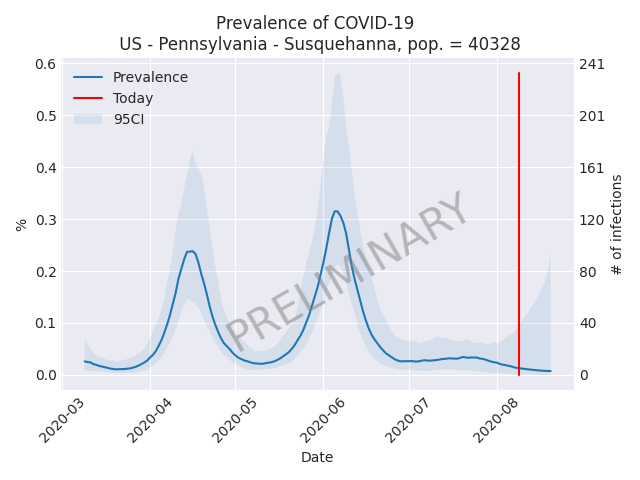 Prevalence of COVID-19
US - Pennsylvania - Susquehanna, pop. = 40328
Prevalence
Today
95CI
PRELIMINARY
%
0.6
0.5
0.4
0.3
0.2
0.1
0.0
241
201
161
120
80
40
0
# of infections
2020-03
2020-04
2020-05
2020-06
2020-07
2020-08
Date